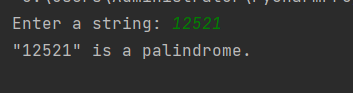 Enter a string: 12521
"12521" is a palindrome.